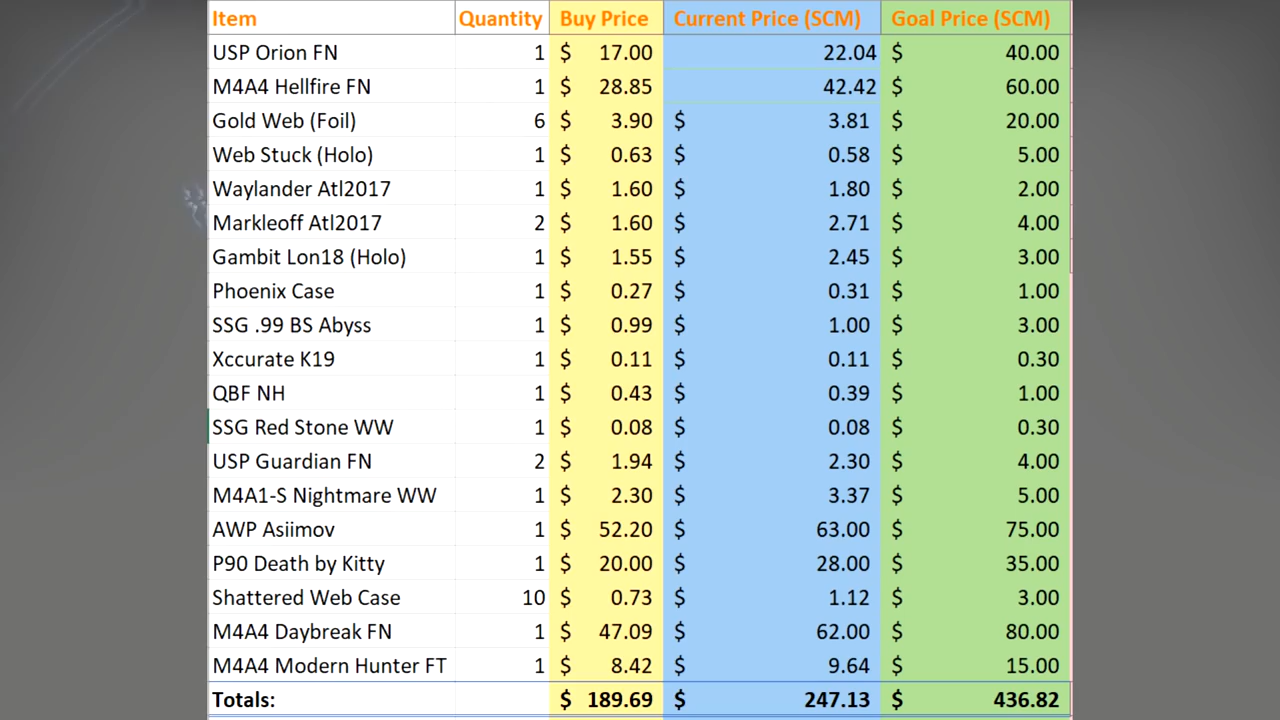 Item Quantity Buy Price Current Price (SCM) Goal Price (SCM)
USP Orion FN 1 $ 17.00 22.04 $ 40.00
M4A4 Hellfire FN 1 $ 28.85 42.42 $ 60.00
Gold Web (Foil) 6 $ 3.90 $ 3.81 $ 20.00
Web Stuck (Holo) 1 $ 0.63 $ 0.58 $ 5.00
Waylander Atl2017 1 $ 1.60 $ 1.80 $ 2.00
Markleoff Atl2017 2 $ 1.60 $ 2.71 $ 4.00
Gambit Lon18 (Holo) 1 $ 1.55 $ 2.45 $ 3.00
Phoenix Case 1 $ 0.27 $ 0.31 $ 1.00
SSG .99 BS Abyss 1 $ 0.99 $ 1.00 $ 3.00
Xccurate K19 1 $ 0.11 $ 0.11 $ 0.30
QBF NH 1 $ 0.43 $ 0.39 $ 1.00
SSG Red Stone WW 1 $ 0.08 $ 0.08 $ 0.30
USP Guardian FN 2 $ 1.94 $ 2.30 $ 4.00
M4A1-S Nightmare WW 1 $ 2.30 $ 3.37 $ 5.00
AWP Asiimov 1 $ 52.20 $ 63.00 $ 75.00
P90 Death by Kitty 1 $ 20.00 $ 28.00 $ 35.00
Shattered Web Case 10 $ 0.73 $ 1.12 $ 3.00
M4A4 Daybreak FN 1 $ 47.09 $ 62.00 $ 80.00
M4A4 Modern Hunter FT 1 $ 8.42 $ 9.64 $ 15.00
Totals: $ 189.69 $ 247.13 $ 436.82